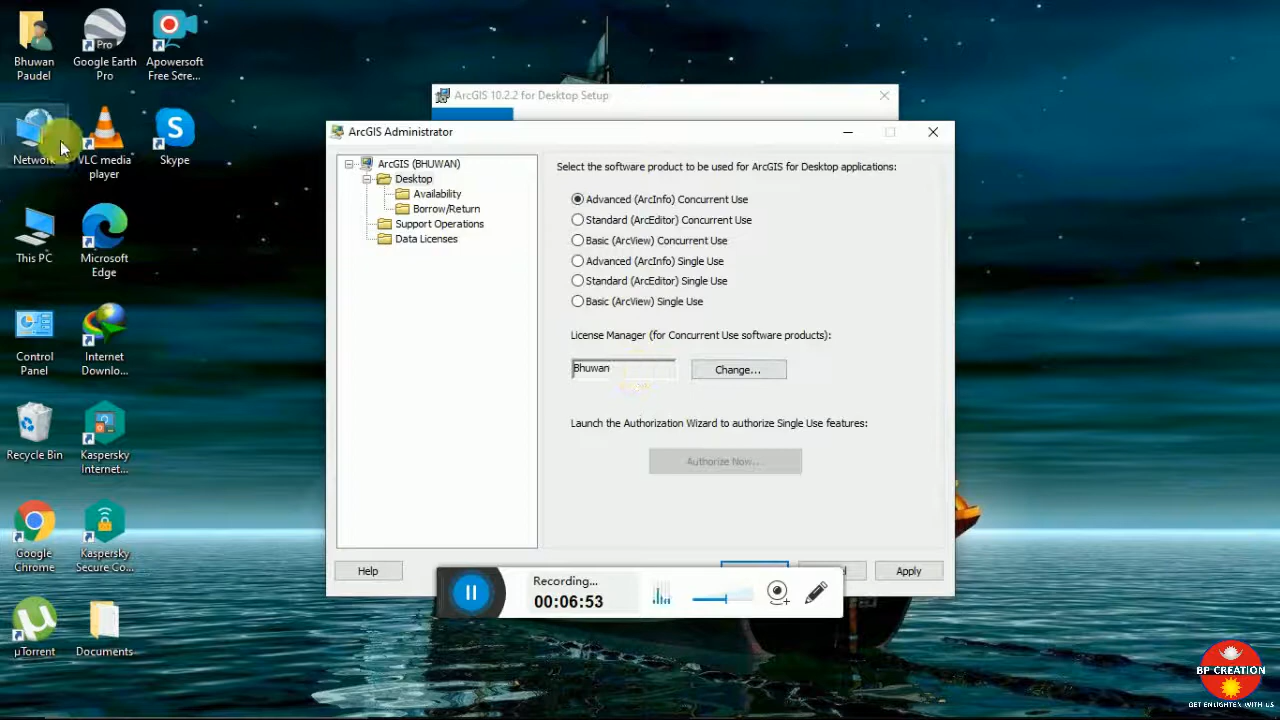 Bhuwan
Paudel
Google Earth
Pro
Apowersoft
Free Scre...
Network
VLC media
player
Skype
This PC
Microsoft
Edge
Control
Panel
Internet
Downlo...
Recycle Bin
Kaspersky
Internet...
Google
Chrome
Kaspersky
Secure Co...
µTorrent
Documents
ArcGIS 10.2.2 for Desktop Setup
ArcGIS Administrator
ArcGIS (BHUWAN)
Desktop
Availability
Borrow/Return
Support Operations
Data Licenses
Select the software product to be used for ArcGIS for Desktop applications:
Advanced (ArcInfo) Concurrent Use
Standard (ArcEditor) Concurrent Use
Basic (ArcView) Concurrent Use
Advanced (ArcInfo) Single Use
Standard (ArcEditor) Single Use
Basic (ArcView) Single Use
License Manager (for Concurrent Use software products):
Bhuwan
Change...
Launch the Authorization Wizard to authorize Single Use features:
Authorize Now...
Help
Apply
Recording...
00:06:53
BP CREATION
GET ENLIGHTEN WITH US